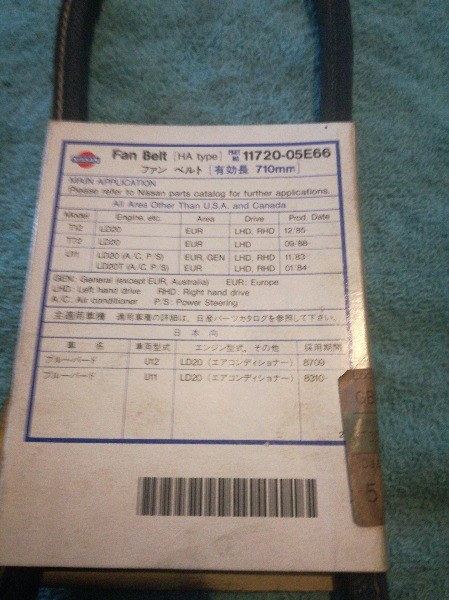 NISSAN Fan Belt (HA type) PART NO. 11720-05E66
ファン ベルト [有効長 710mm]
MAIN APPLICATION
Please refer to Nissan parts catalog for further applications.
All Area Other Than U.S.A. and Canada
Model Engine, etc. Area Drive Prod. Date
T12 LD20 EUR LHD, RHD 12/'85
T72 LD20 EUR LHD, RHD 09/'88
U11 LD20 (A/C, P/S) EUR, GEN LHD, RHD 11/'83
LD20T (A/C, P/S) EUR LHD, RHD 01/'84
GEN: General (except EUR, Australia) EUR: Europe
LHD: Left hand drive RHD: Right hand drive
A/C: Air conditioner P/S: Power Steering
主適用車種 適用車種の詳細は、日産パーツカタログを参照して下さい。
日本向
車名 車両型式 エンジン型式、その他 採用期間
ブルーバード U12 LD20 (エアコンディショナー) 8709
ブルーバード U11 LD20 (エアコンディショナー) 8310
GB
5